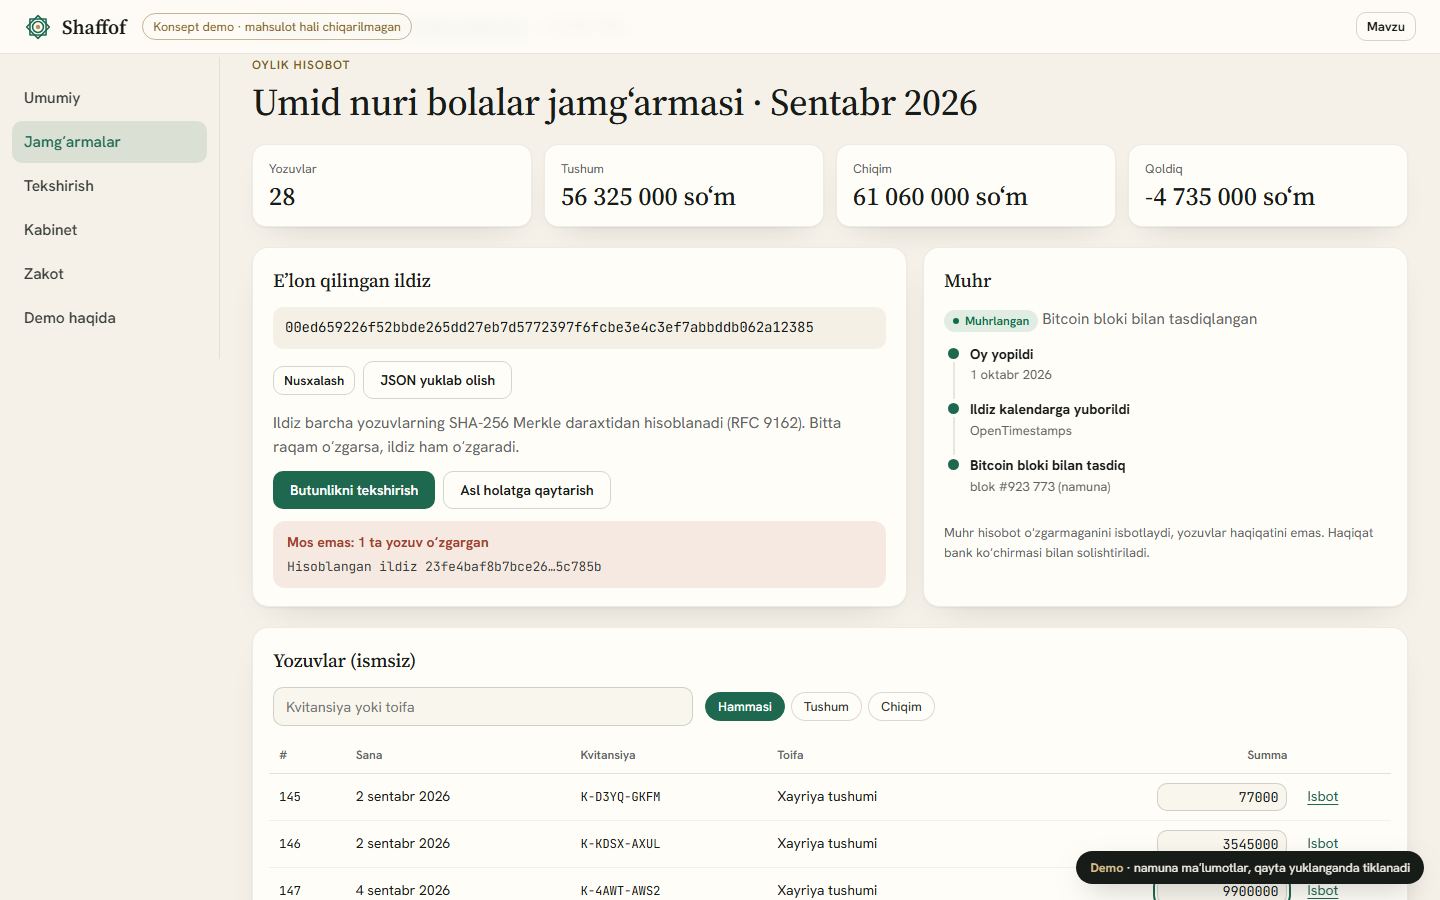 Shaffof
Konsept demo · mahsulot hali chiqarilmagan
Mavzu
Umumiy
Jamgʻarmalar
Tekshirish
Kabinet
Zakot
Demo haqida
OYLIK HISOBOT
Umid nuri bolalar jamgʻarmasi · Sentabr 2026
Yozuvlar
28
Tushum
56 325 000 soʻm
Chiqim
61 060 000 soʻm
Qoldiq
-4 735 000 soʻm
Eʼlon qilingan ildiz
00ed659226f52bbde265dd27eb7d5772397f6fcbe3e4c3ef7abbddb062a12385
Nusxalash
JSON yuklab olish
Ildiz barcha yozuvlarning SHA-256 Merkle daraxtidan hisoblanadi (RFC 9162). Bitta
raqam oʻzgarsa, ildiz ham oʻzgaradi.
Butunlikni tekshirish
Asl holatga qaytarish
Mos emas: 1 ta yozuv oʻzgargan
Hisoblangan ildiz 23fe4baf8b7bce26…5c785b
Muhr
Muhrlangan Bitcoin bloki bilan tasdiqlangan
Oy yopildi
1 oktabr 2026
Ildiz kalendarga yuborildi
OpenTimestamps
Bitcoin bloki bilan tasdiq
blok #923 773 (namuna)
Muhr hisobot oʻzgarmaganini isbotlaydi, yozuvlar haqiqatini emas. Haqiqat
bank koʻchirmasi bilan solishtiriladi.
Yozuvlar (ismsiz)
Kvitansiya yoki toifa
Hammasi
Tushum
Chiqim
# Sana Kvitansiya Toifa Summa
145 2 sentabr 2026 K-D3YQ-GKFM Xayriya tushumi 77000 Isbot
146 2 sentabr 2026 K-KDSX-AXUL Xayriya tushumi 3545000 Isbot
147 4 sentabr 2026 K-4AWT-AWS2 Xayriya tushumi 9900000 Isbot
Demo · namuna maʼlumotlar, qayta yuklanganda tiklanadi